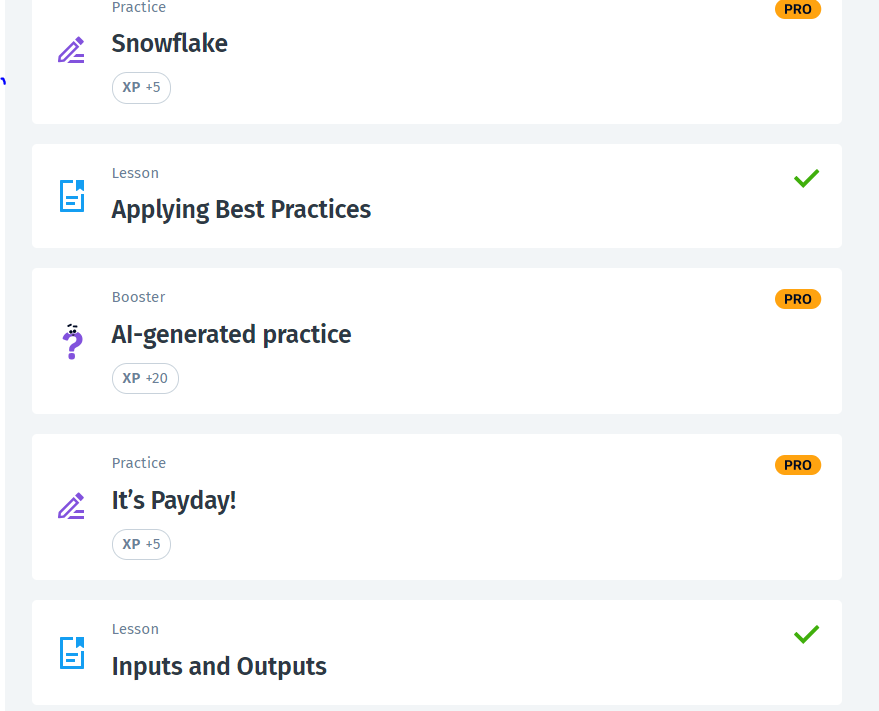 Practice
PRO
Snowflake
XP +5
Lesson
Applying Best Practices
Booster
PRO
AI-generated practice
XP +20
Practice
PRO
It’s Payday!
XP +5
Lesson
Inputs and Outputs